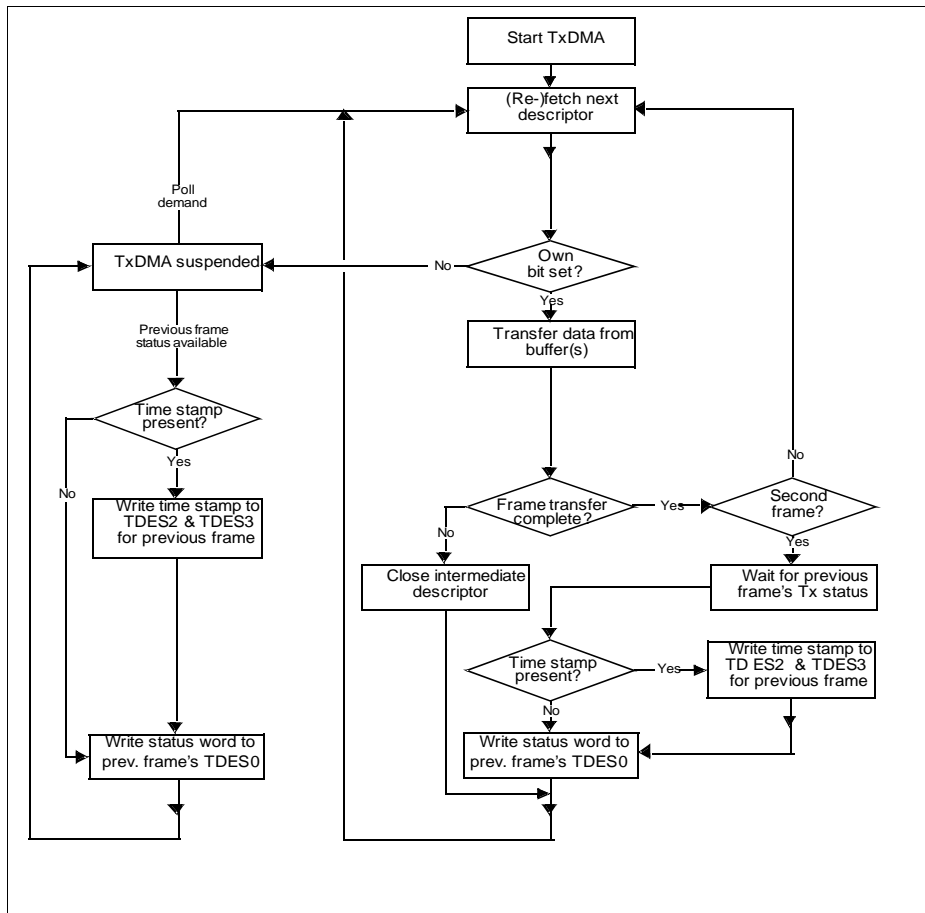 Start TxDMA
(Re-)fetch next
descriptor
Poll
demand
TxDMA suspended
No
Own
bit set?
Yes
Previous frame
status available
Transfer data from
buffer(s)
Time stamp
present?
Yes
No
Write time stamp to
TDES2 & TDES3
for previous frame
Frame transfer
complete?
Yes
No
Second
frame?
No
Yes
Close intermediate
descriptor
Wait for previous
frame's Tx status
Time stamp
present?
Yes
No
Write time stamp to
TD ES2 & TDES3
for previous frame
Write status word to
prev. frame's TDES0
Write status word to
prev. frame's TDES0